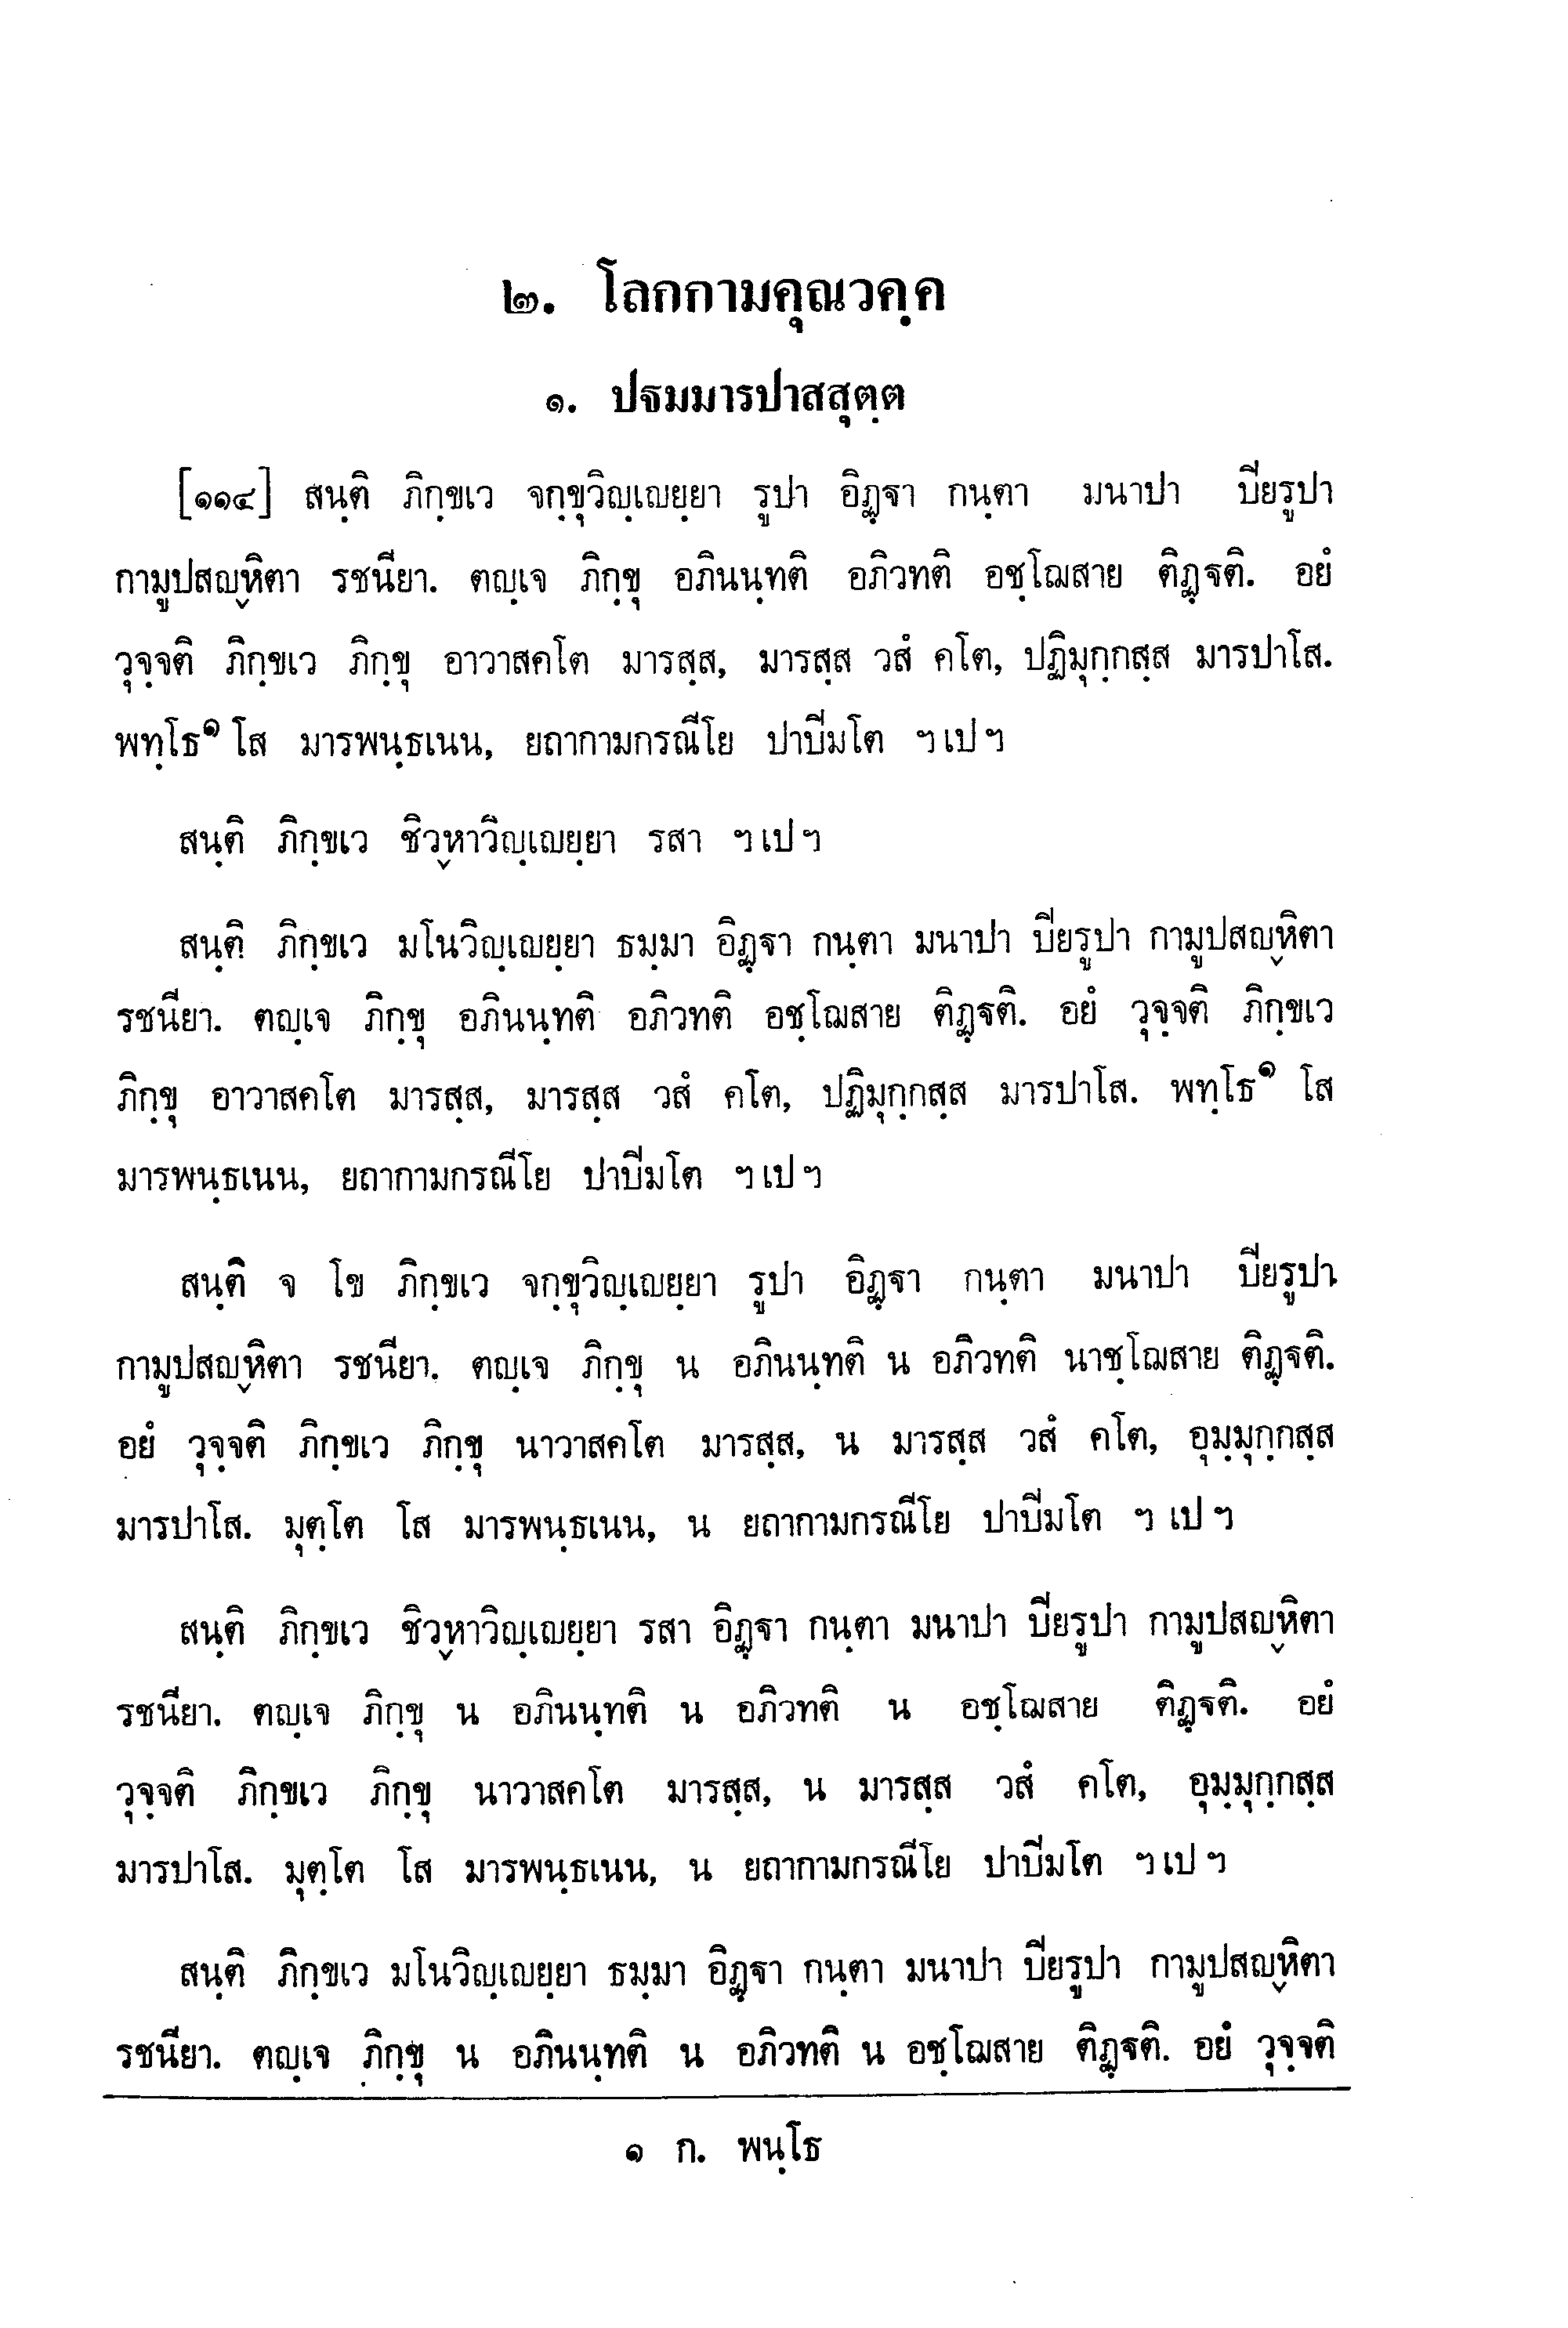 ๒. โลกกามคุณวคฺค
๑. ปฐมมารปาสสุตฺต
[๑๑๔] สนฺติ ภิกฺขเว จกฺขุวิญฺเญยฺยา รูปา อิฏฺฐา กนฺตา มนาปา ปิยรูปา
กามูปสญฺหิตา รชนียา. ตญฺเจ ภิกฺขุ อภินนฺทติ อภิวทติ อชฺโฌสาย ติฏฺฐติ. อยํ
วุจฺจติ ภิกฺขเว ภิกฺขุ อาวาสคโต มารสฺส, มารสฺส วสํ คโต, ปฏิมุกฺกสฺส มารปาโส.
พทฺโธ๑ โส มารพนฺธเนน, ยถากามกรณีโย ปาปิมโต ฯเปฯ
สนฺติ ภิกฺขเว ชิวฺหาวิญฺเญยฺยา รสา ฯเปฯ
สนฺติ ภิกฺขเว มโนวิญฺเญยฺยา ธมฺมา อิฏฺฐา กนฺตา มนาปา ปิยรูปา กามูปสญฺหิตา
รชนียา. ตญฺเจ ภิกฺขุ อภินนฺทติ อภิวทติ อชฺโฌสาย ติฏฺฐติ. อยํ วุจฺจติ ภิกฺขเว
ภิกฺขุ อาวาสคโต มารสฺส, มารสฺส วสํ คโต, ปฏิมุกฺกสฺส มารปาโส. พทฺโธ๑ โส
มารพนฺธเนน, ยถากามกรณีโย ปาปิมโต ฯเปฯ
สนฺติ จ โข ภิกฺขเว จกฺขุวิญฺเญยฺยา รูปา อิฏฺฐา กนฺตา มนาปา ปิยรูปา
กามูปสญฺหิตา รชนียา. ตญฺเจ ภิกฺขุ น อภินนฺทติ น อภิวทติ นาชฺโฌสาย ติฏฺฐติ.
อยํ วุจฺจติ ภิกฺขเว ภิกฺขุ นาวาสคโต มารสฺส, น มารสฺส วสํ คโต, อุมฺมุกฺกสฺส
มารปาโส. มุตฺโต โส มารพนฺธเนน, น ยถากามกรณีโย ปาปิมโต ฯเปฯ
สนฺติ ภิกฺขเว ชิวฺหาวิญฺเญยฺยา รสา อิฏฺฐา กนฺตา มนาปา ปิยรูปา กามูปสญฺหิตา
รชนียา. ตญฺเจ ภิกฺขุ น อภินนฺทติ น อภิวทติ น อชฺโฌสาย ติฏฺฐติ. อยํ
วุจฺจติ ภิกฺขเว ภิกฺขุ นาวาสคโต มารสฺส, น มารสฺส วสํ คโต, อุมฺมุกฺกสฺส
มารปาโส. มุตฺโต โส มารพนฺธเนน, น ยถากามกรณีโย ปาปิมโต ฯเปฯ
สนฺติ ภิกฺขเว มโนวิญฺเญยฺยา ธมฺมา อิฏฺฐา กนฺตา มนาปา ปิยรูปา กามูปสญฺหิตา
รชนียา. ตญฺเจ ภิกฺขุ น อภินนฺทติ น อภิวทติ น อชฺโฌสาย ติฏฺฐติ. อยํ วุจฺจติ
๑ ก. พนฺโธ